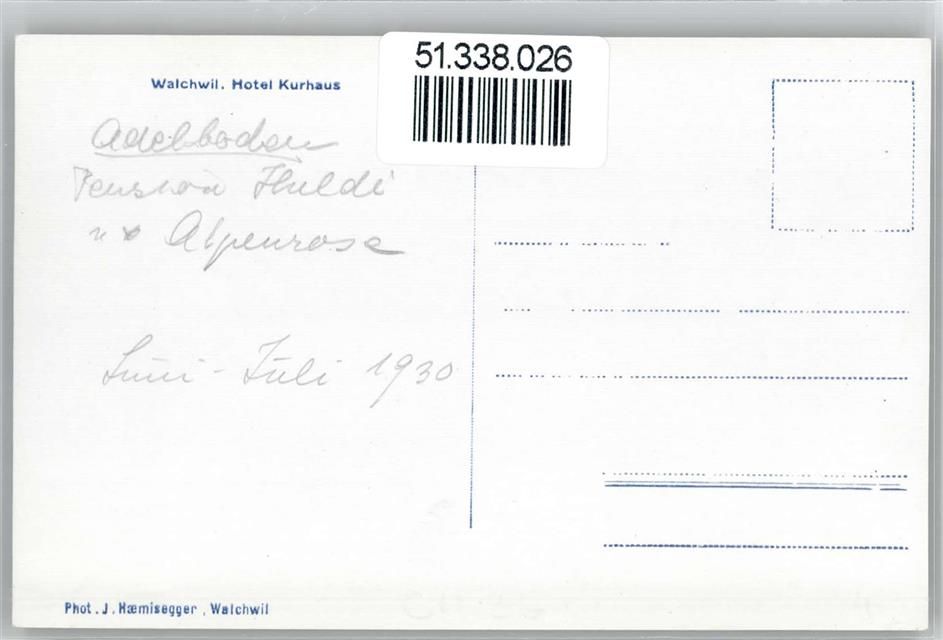 51.338.026
Walchwil. Hotel Kurhaus
Adelboden
Pension Huldi
u Alpenrose
Juni - Juli 1930
Phot. J. Hæmisegger, Walchwil